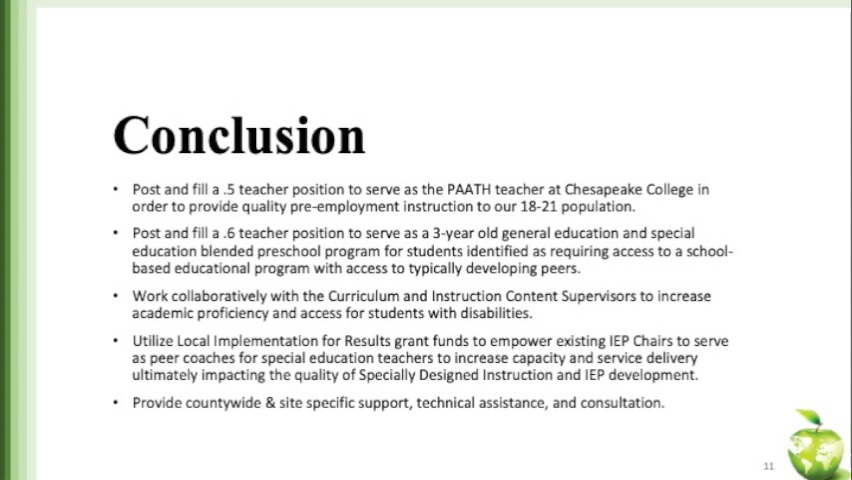 Conclusion
• Post and fill a .5 teacher position to serve as the PAATH teacher at Chesapeake College in
order to provide quality pre-employment instruction to our 18-21 population.
• Post and fill a .6 teacher position to serve as a 3-year old general education and special
education blended preschool program for students identified as requiring access to a school-
based educational program with access to typically developing peers.
• Work collaboratively with the Curriculum and Instruction Content Supervisors to increase
academic proficiency and access for students with disabilities.
• Utilize Local Implementation for Results grant funds to empower existing IEP Chairs to serve
as peer coaches for special education teachers to increase capacity and service delivery
ultimately impacting the quality of Specially Designed Instruction and IEP development.
• Provide countywide & site specific support, technical assistance, and consultation.
11